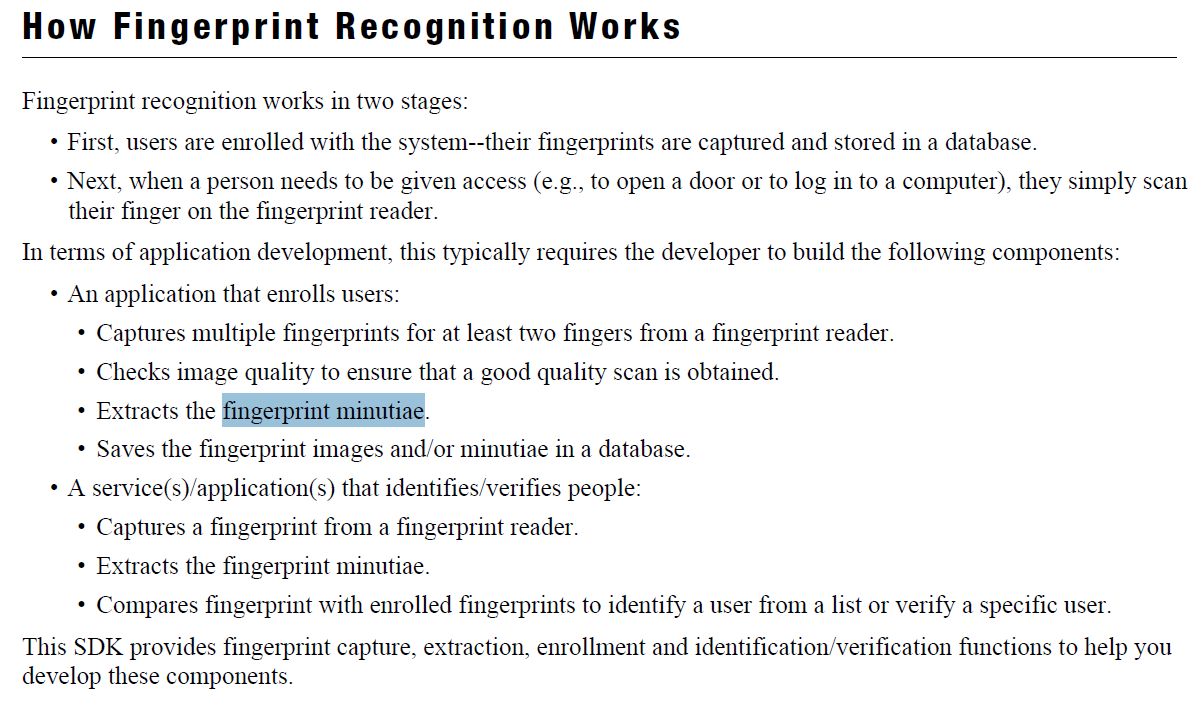 How Fingerprint Recognition Works
Fingerprint recognition works in two stages:
• First, users are enrolled with the system--their fingerprints are captured and stored in a database.
• Next, when a person needs to be given access (e.g., to open a door or to log in to a computer), they simply scan
their finger on the fingerprint reader.
In terms of application development, this typically requires the developer to build the following components:
• An application that enrolls users:
• Captures multiple fingerprints for at least two fingers from a fingerprint reader.
• Checks image quality to ensure that a good quality scan is obtained.
• Extracts the fingerprint minutiae.
• Saves the fingerprint images and/or minutiae in a database.
• A service(s)/application(s) that identifies/verifies people:
• Captures a fingerprint from a fingerprint reader.
• Extracts the fingerprint minutiae.
• Compares fingerprint with enrolled fingerprints to identify a user from a list or verify a specific user.
This SDK provides fingerprint capture, extraction, enrollment and identification/verification functions to help you
develop these components.